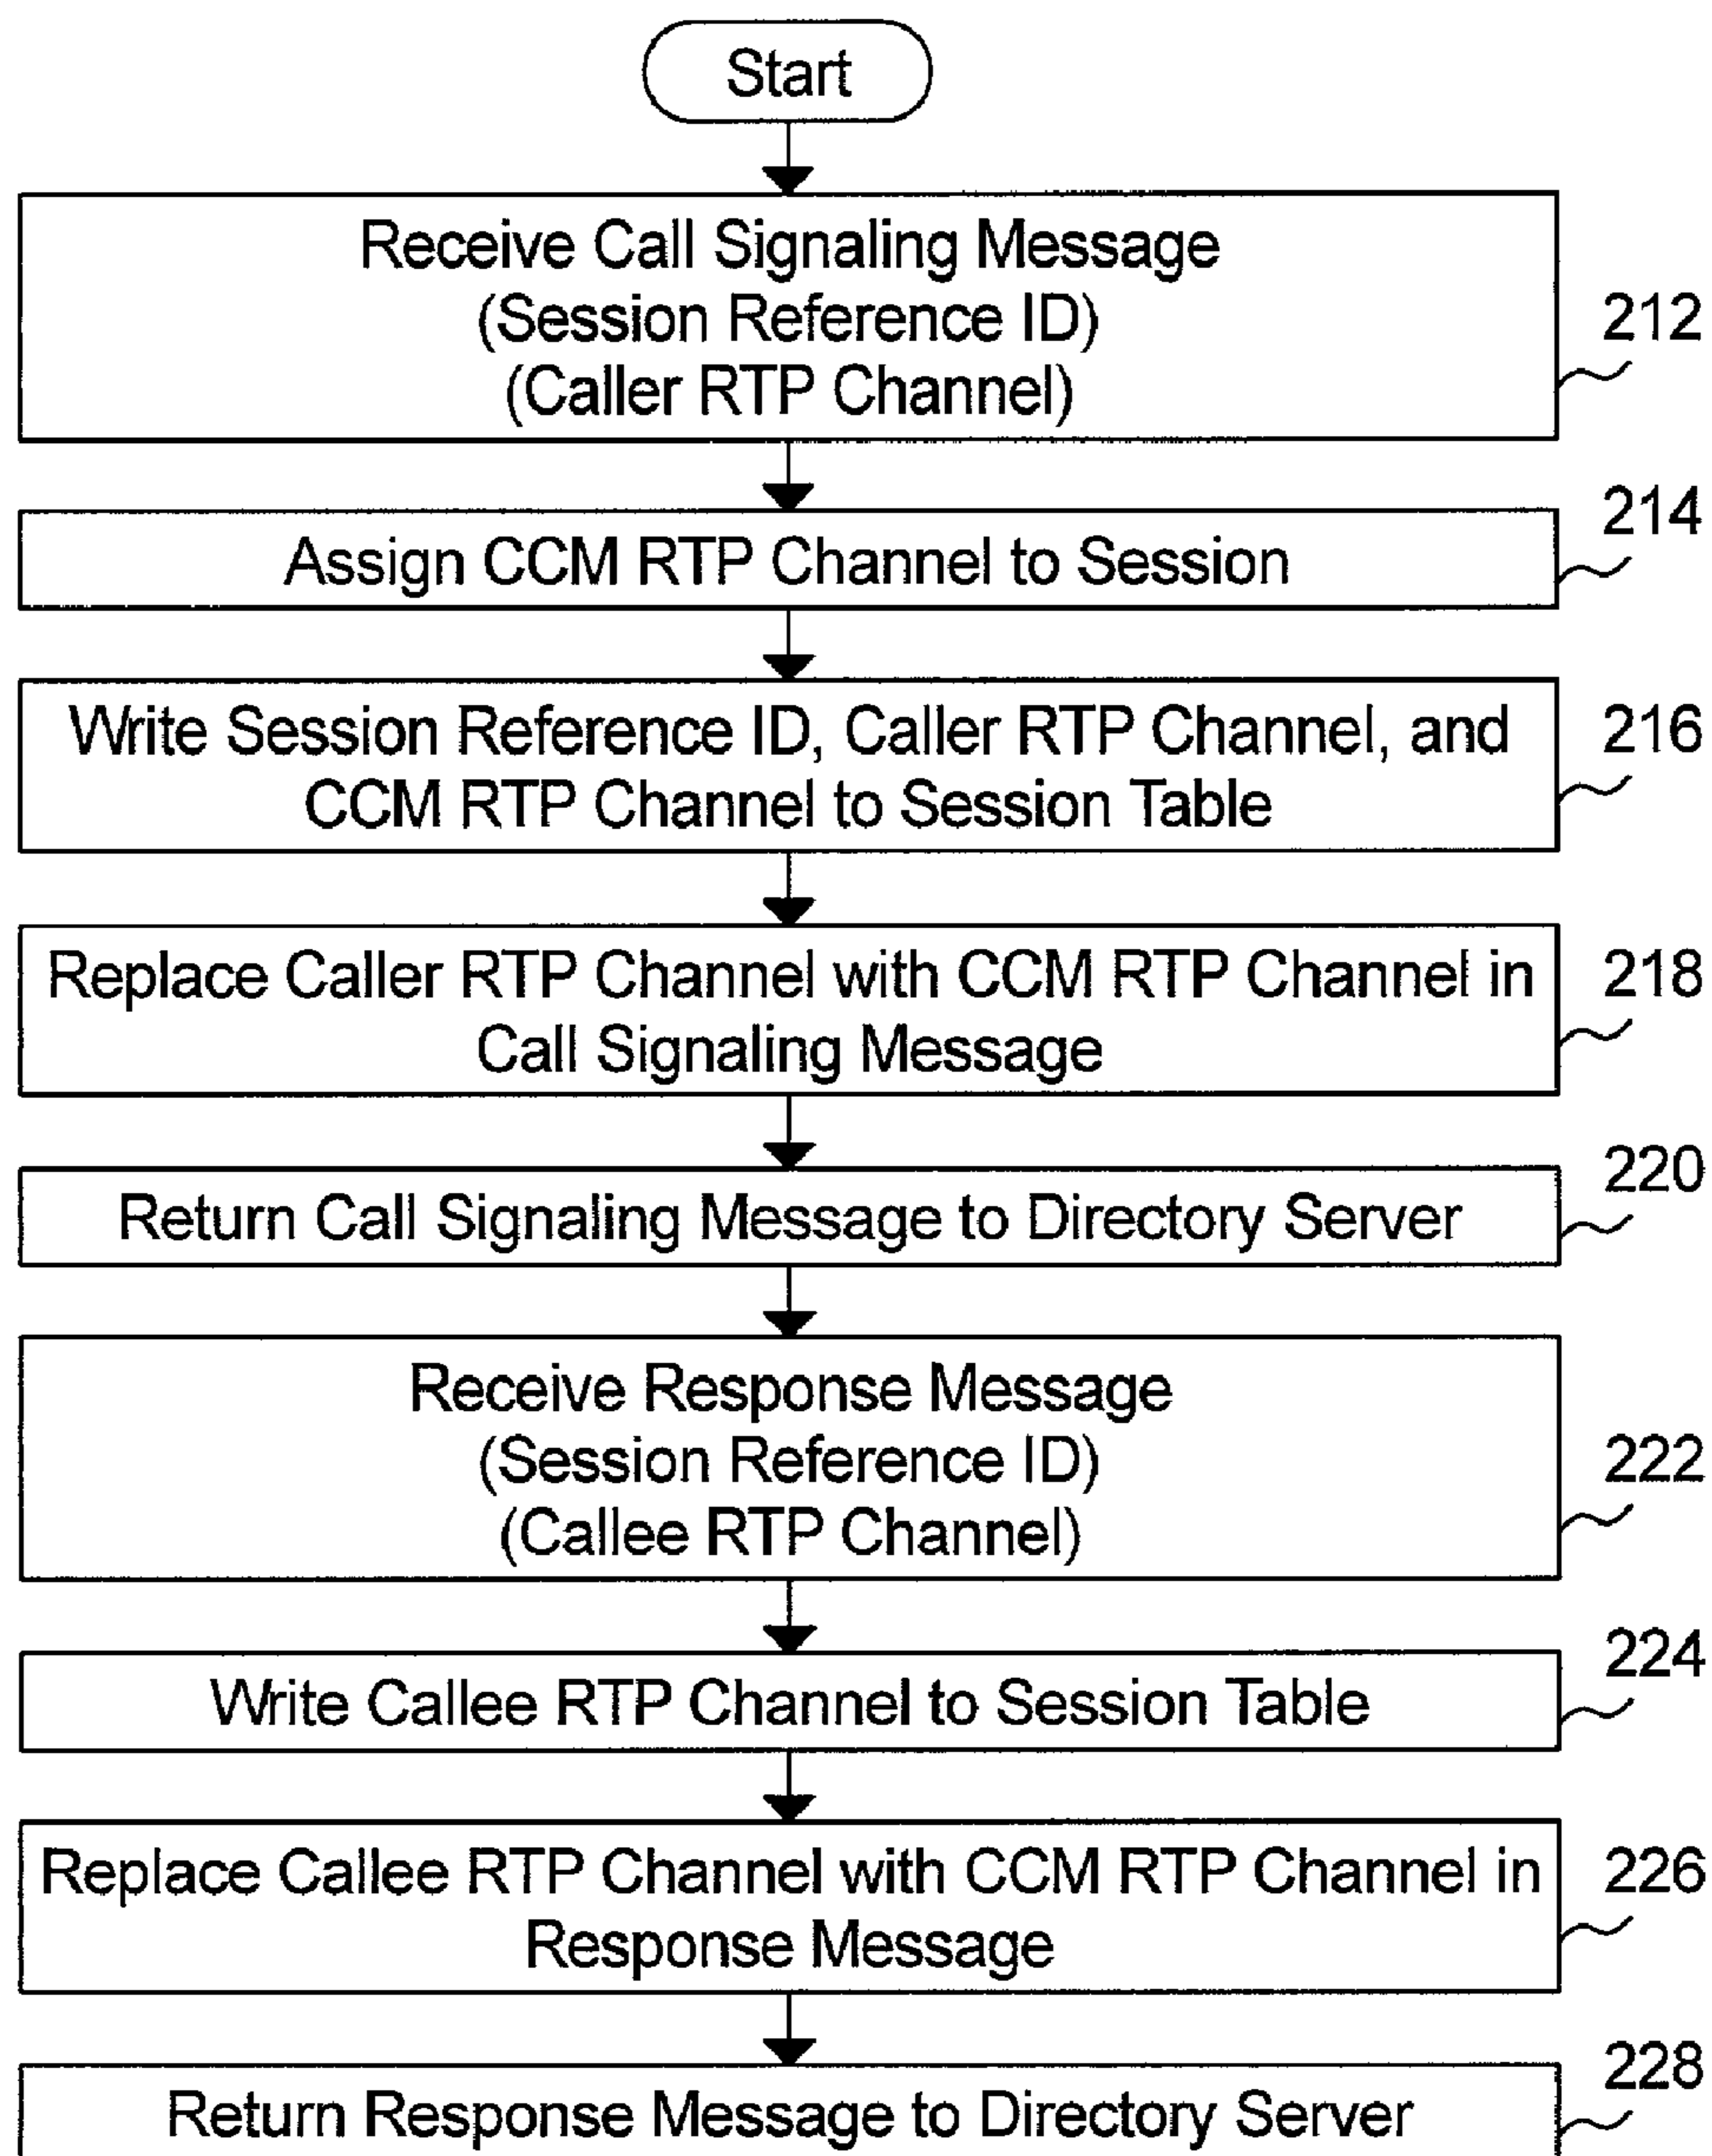 Start
Receive Call Signaling Message
(Session Reference ID)
212
(Caller RTP Channel)
214
Assign CCM RTP Channel to Session
Write Session Reference ID, Caller RTP Channel, and
216
CCM RTP Channel to Session Table
Replace Caller RTP Channel with CCM RTP Channel in
218
Call Signaling Message
220
Return Call Signaling Message to Directory Server
Receive Response Message
(Session Reference ID)
222
(Callee RTP Channel)
224
Write Callee RTP Channel to Session Table
Replace Callee RTP Channel with CCM RTP Channel in
226
Response Message
228
Return Response Message to Directory Server